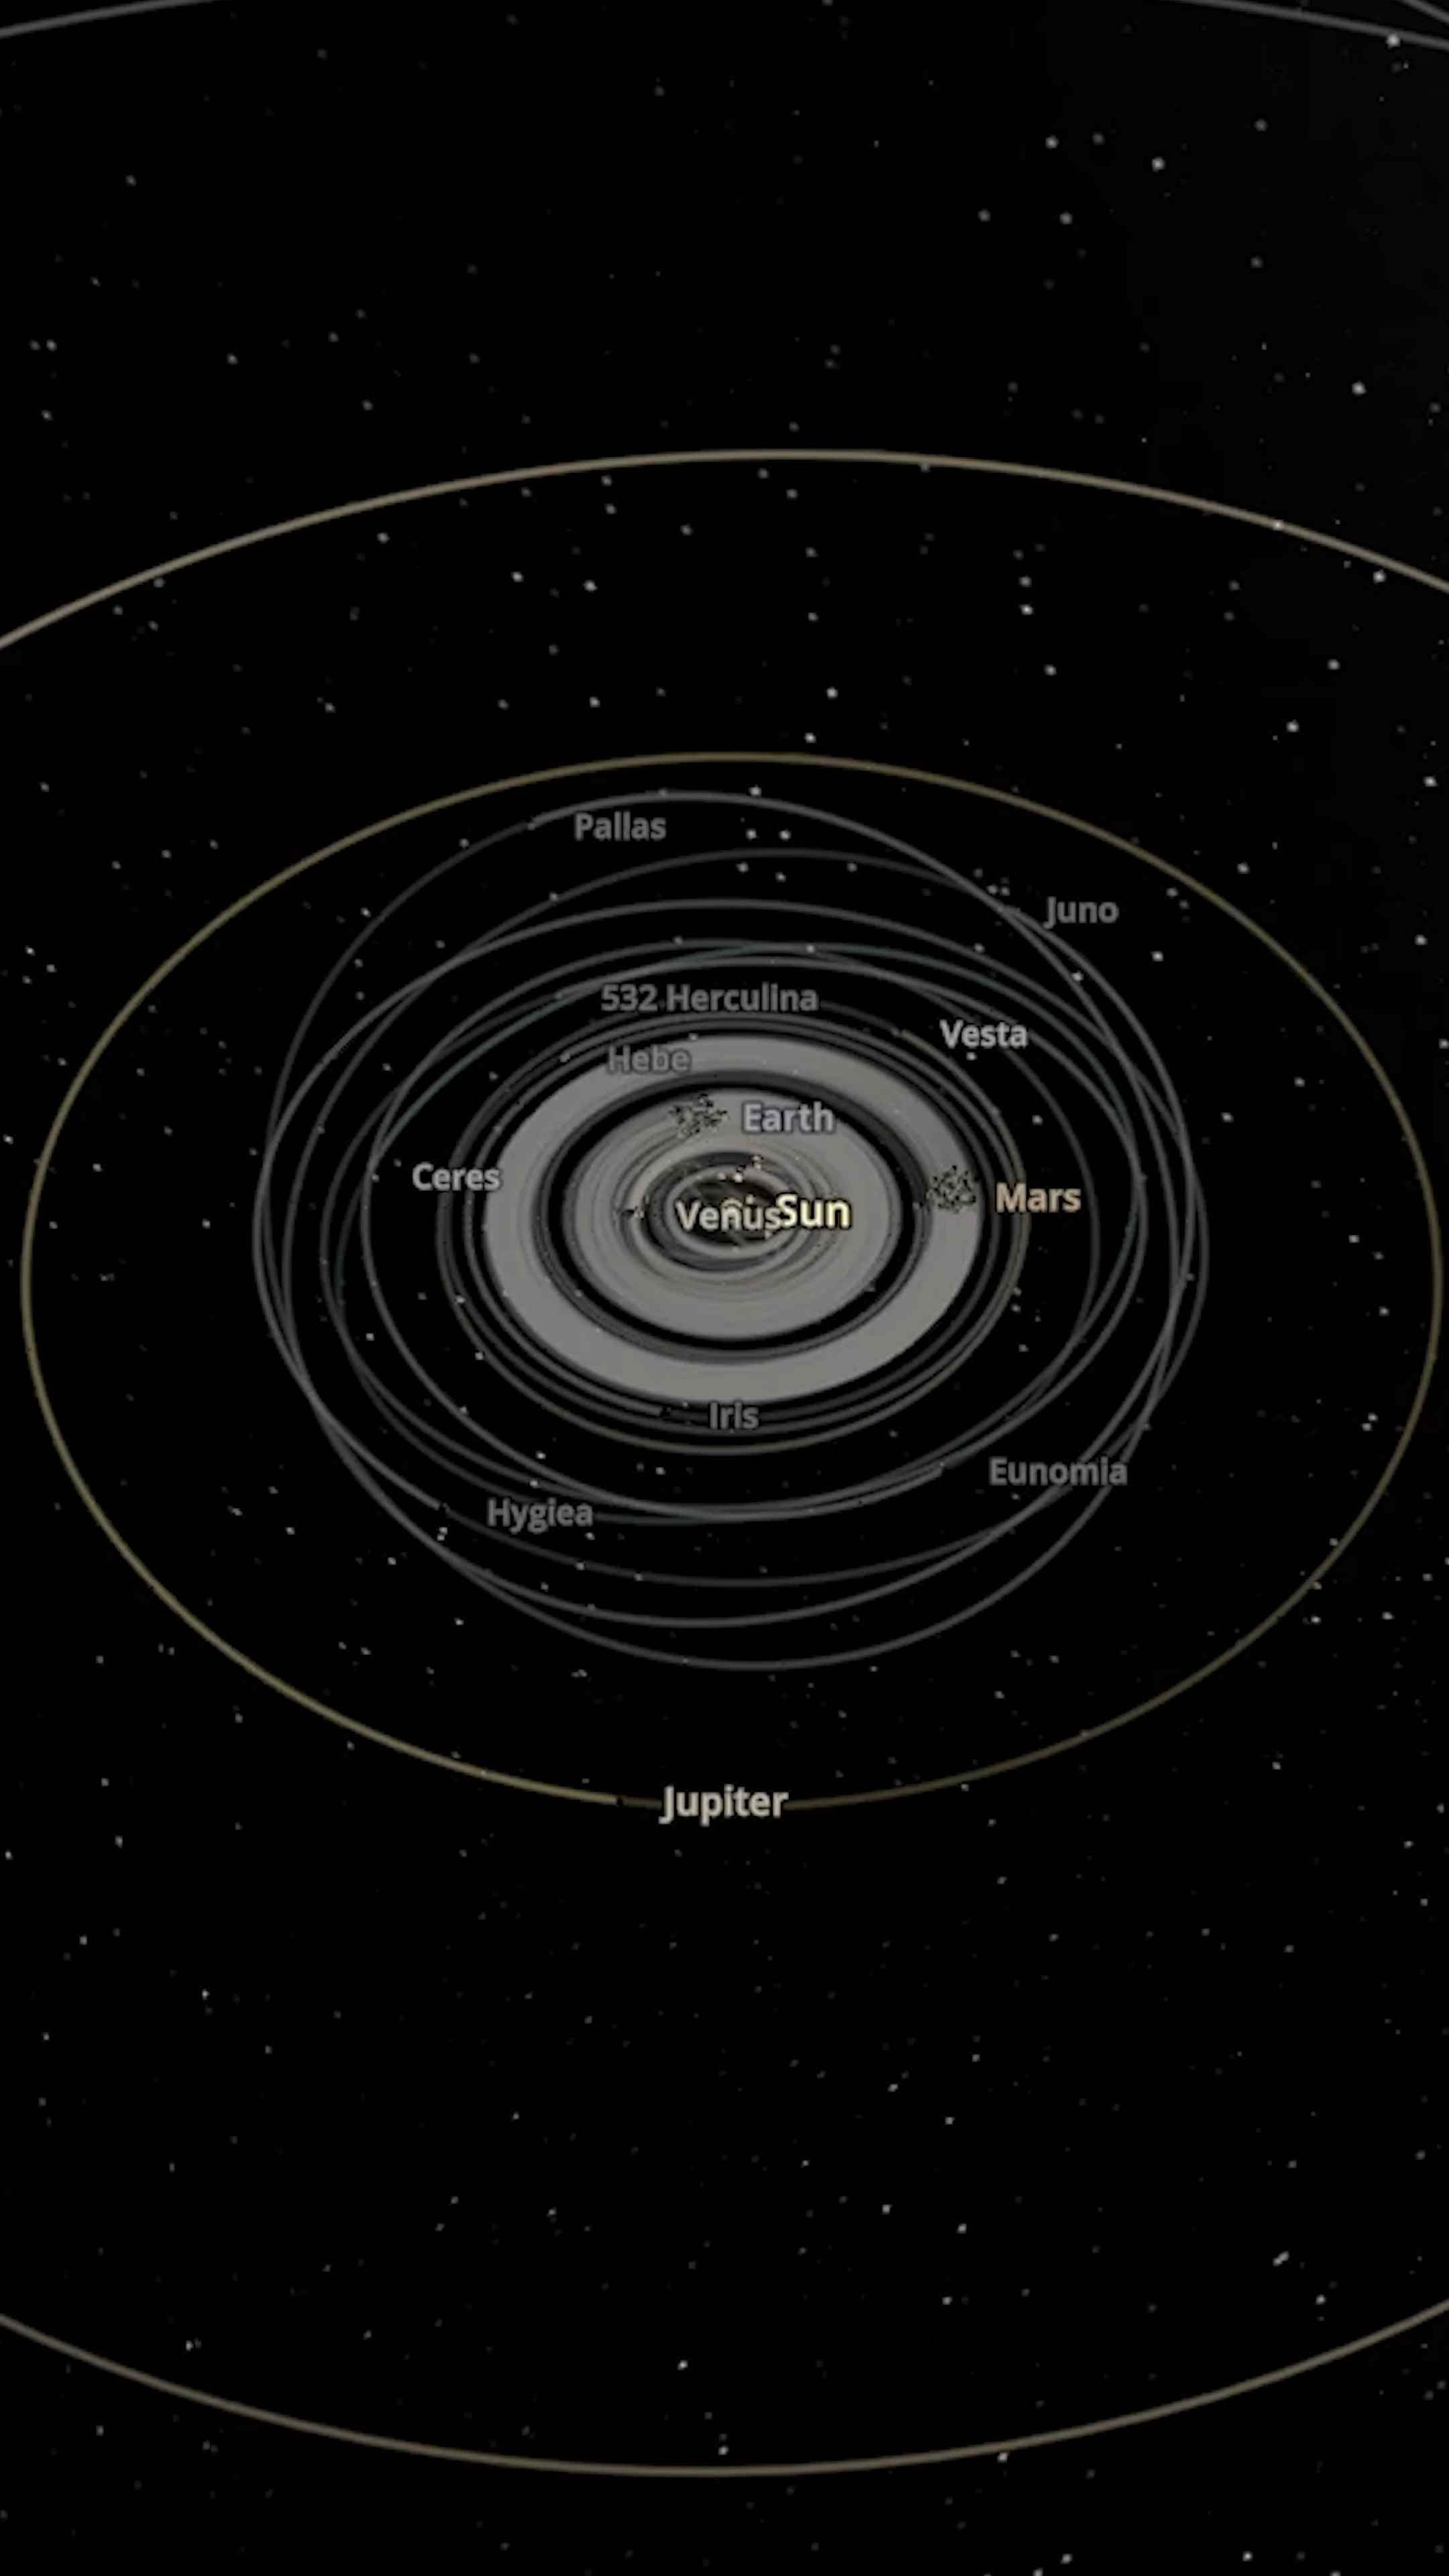 Pallas
Juno
532 Herculina
Vesta
Hebe
Earth
Ceres
Mars
Venus
Sun
Iris
Eunomia
Hygiea
Jupiter